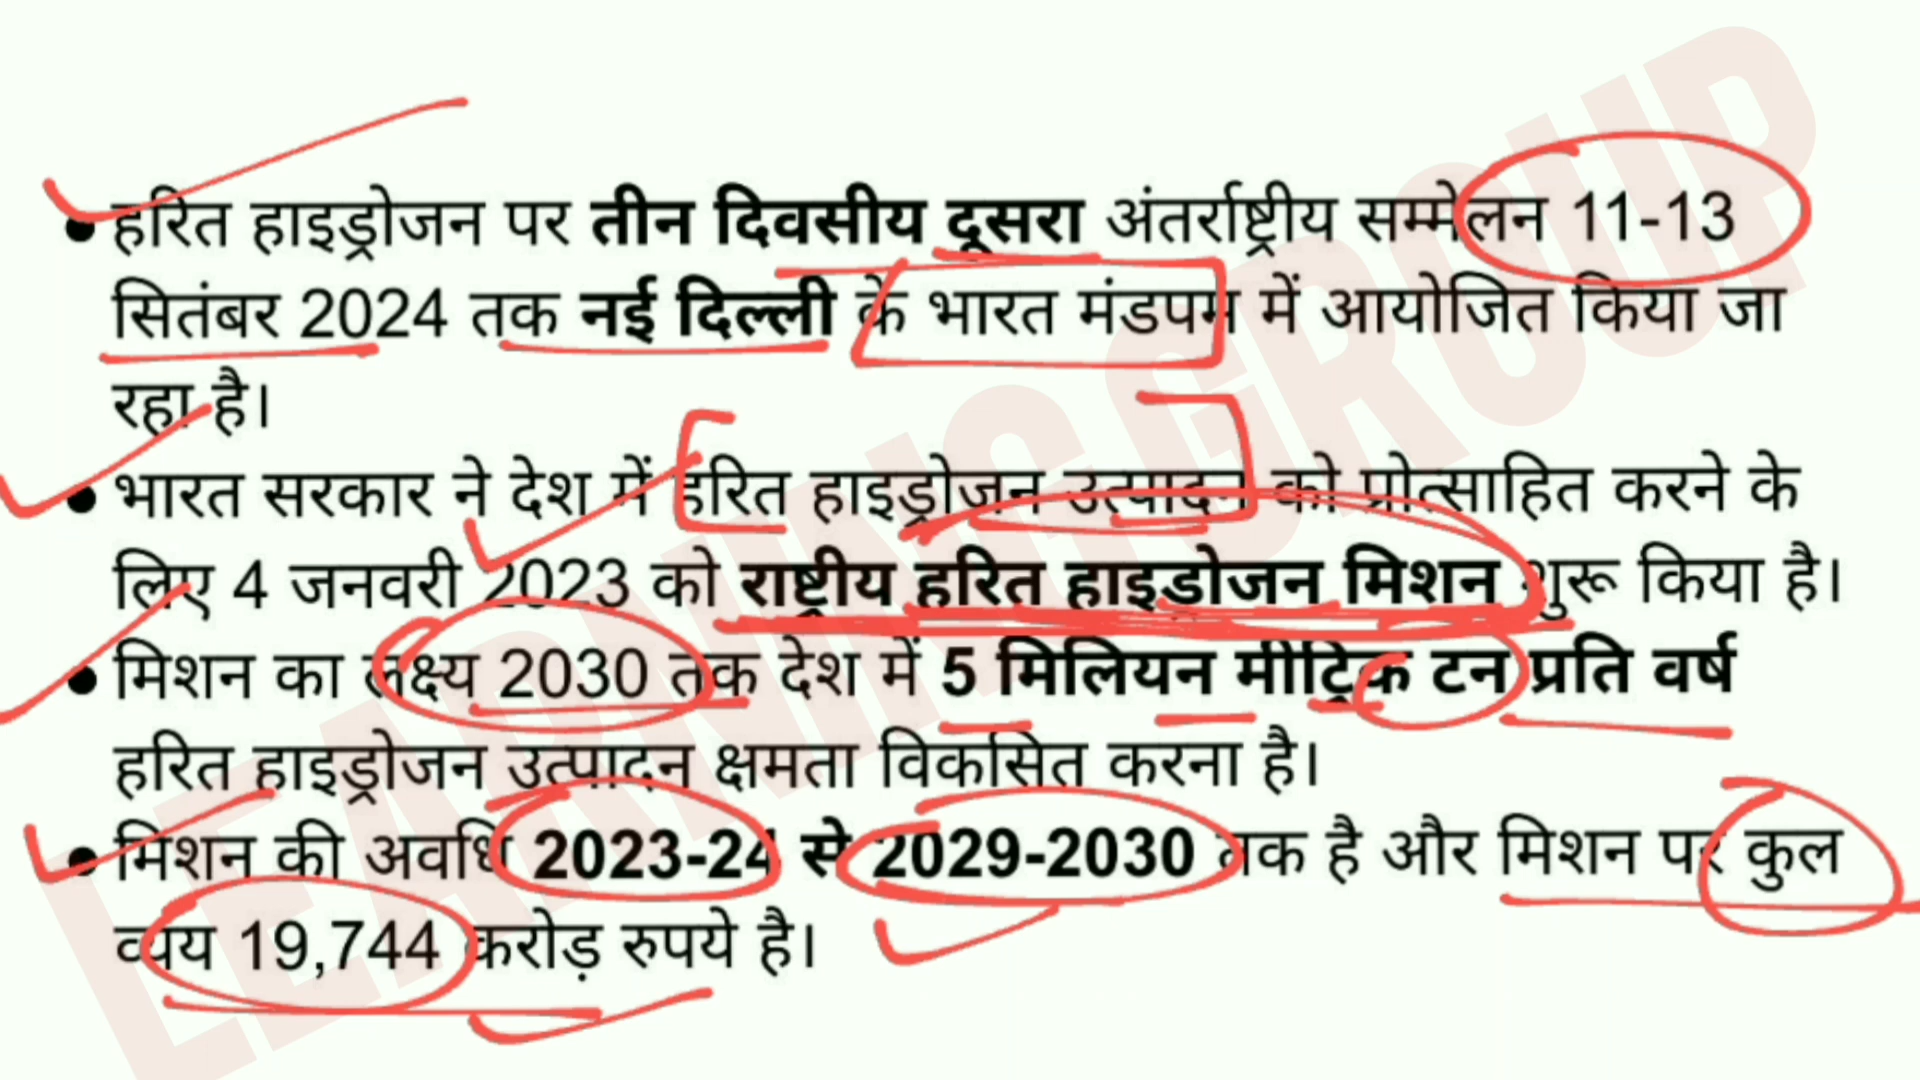 हरित हाइड्रोजन पर तीन दिवसीय दूसरा अंतर्राष्ट्रीय सम्मेलन 11-13
सितंबर 2024 तक नई दिल्ली के भारत मंडपम में आयोजित किया जा
रहा है।
भारत सरकार ने देश में हरित हाइड्रोजन उत्पादन को प्रोत्साहित करने के
लिए 4 जनवरी 2023 को राष्ट्रीय हरित हाइड्रोजन मिशन शुरू किया है।
मिशन का लक्ष्य 2030 तक देश में 5 मिलियन मीट्रिक टन प्रति वर्ष
हरित हाइड्रोजन उत्पादन क्षमता विकसित करना है।
मिशन की अवधि 2023-24 से 2029-2030 तक है और मिशन पर कुल
व्यय 19,744 करोड़ रुपये है।
LEARNING GROUP